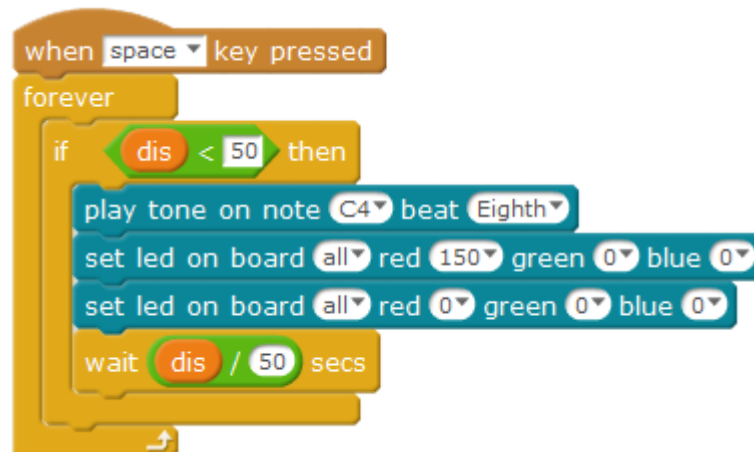 when space key pressed
forever
if dis < 50 then
play tone on note C4 beat Eighth
set led on board all red 150 green 0 blue 0
set led on board all red 0 green 0 blue 0
wait dis / 50 secs